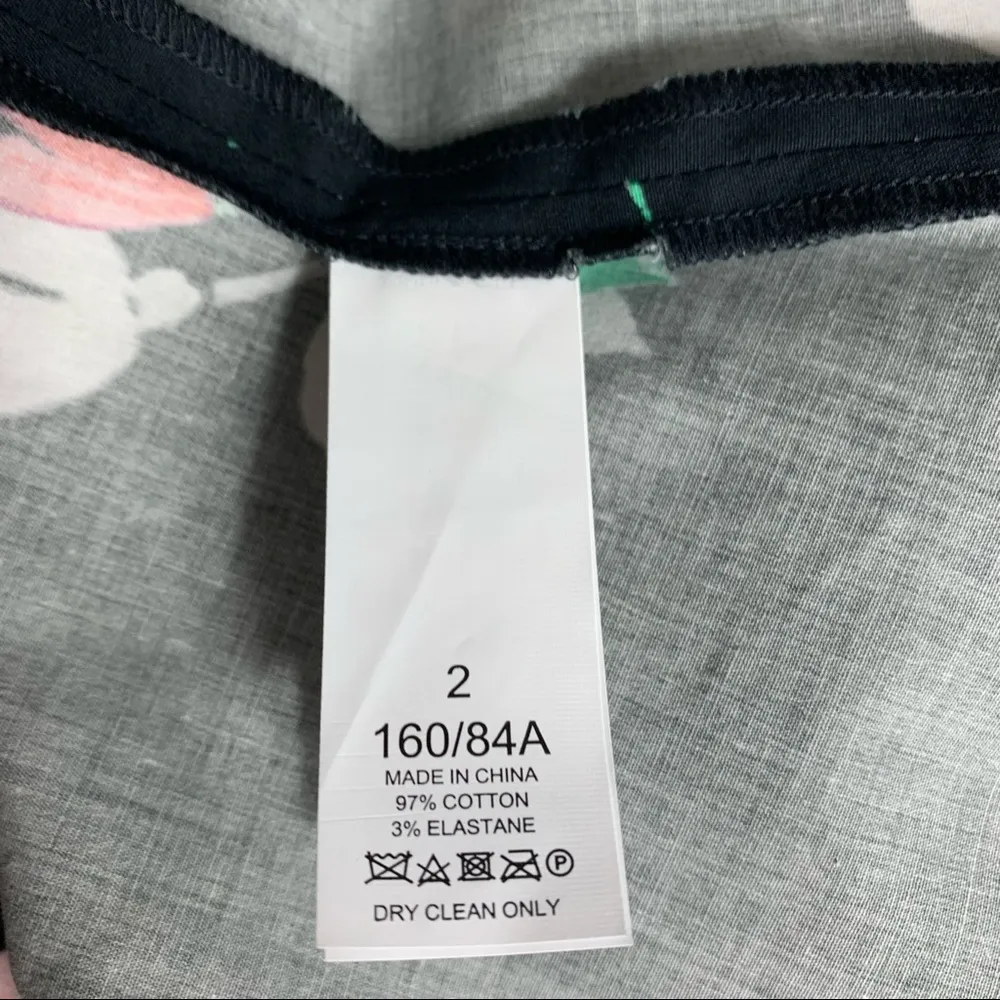 2
160/84A
MADE IN CHINA
97% COTTON
3% ELASTANE
P
DRY CLEAN ONLY